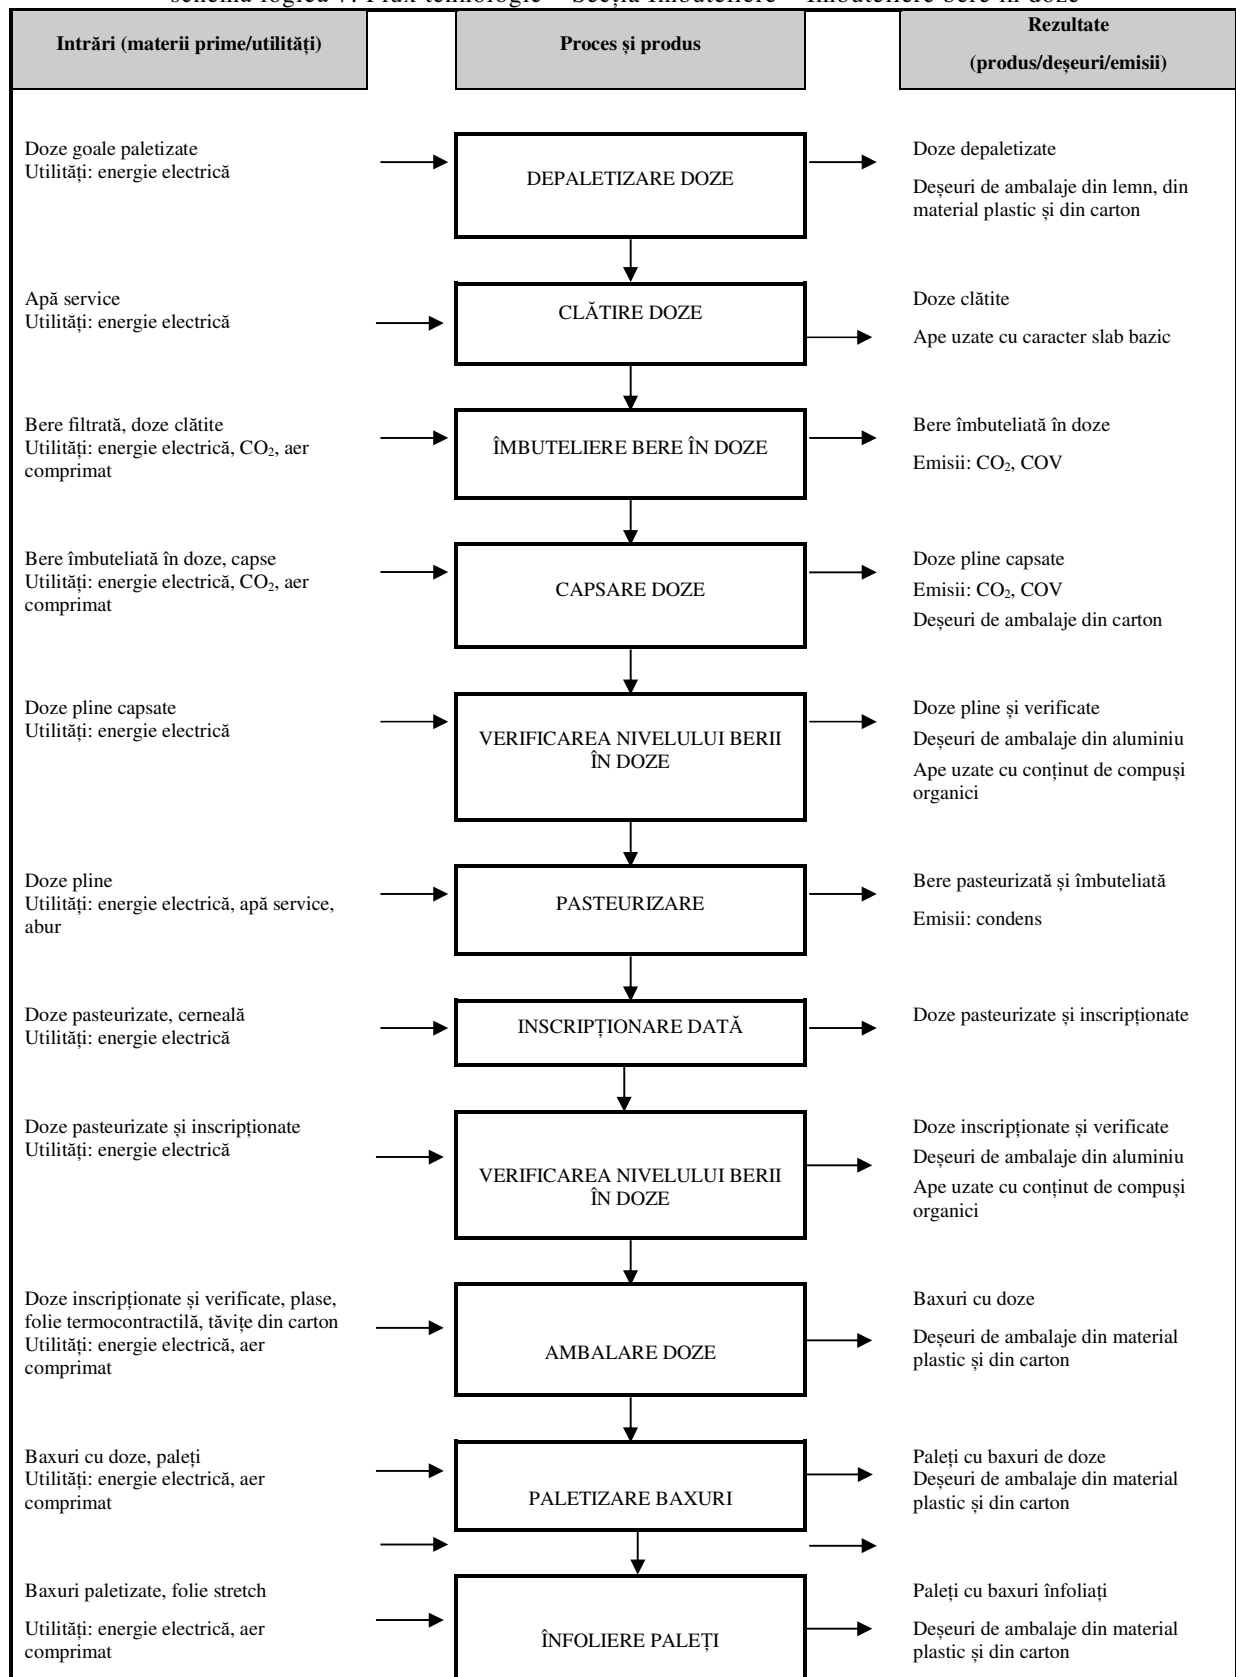 schema logică 7. Flux tehnologic – Secția Îmbuteliere – Îmbuteliere bere în doze
Intrări (materii prime/utilități)
Proces și produs
Rezultate
(produs/deșeuri/emisii)
Doze goale paletizate
Utilități: energie electrică
DEPALETIZARE DOZE
Doze depaletizate
Deșeuri de ambalaje din lemn, din
material plastic și din carton
Apă service
Utilități: energie electrică
CLĂTIRE DOZE
Doze clătite
Ape uzate cu caracter slab bazic
Bere filtrată, doze clătite
Utilități: energie electrică, CO₂, aer
comprimat
ÎMBUTELIERE BERE ÎN DOZE
Bere îmbuteliată în doze
Emisii: CO₂, COV
Bere îmbuteliată în doze, capse
Utilități: energie electrică, CO₂, aer
comprimat
CAPSARE DOZE
Doze pline capsate
Emisii: CO₂, COV
Deșeuri de ambalaje din carton
Doze pline capsate
Utilități: energie electrică
VERIFICAREA NIVELULUI BERII
ÎN DOZE
Doze pline și verificate
Deșeuri de ambalaje din aluminiu
Ape uzate cu conținut de compuși
organici
Doze pline
Utilități: energie electrică, apă service,
abur
PASTEURIZARE
Bere pasteurizată și îmbuteliată
Emisii: condens
Doze pasteurizate, cerneală
Utilități: energie electrică
INSCRIPȚIONARE DATĂ
Doze pasteurizate și inscripționate
Doze pasteurizate și inscripționate
Utilități: energie electrică
VERIFICAREA NIVELULUI BERII
ÎN DOZE
Doze inscripționate și verificate
Deșeuri de ambalaje din aluminiu
Ape uzate cu conținut de compuși
organici
Doze inscripționate și verificate, plase,
folie termocontractilă, tăvițe din carton
Utilități: energie electrică, aer
comprimat
AMBALARE DOZE
Baxuri cu doze
Deșeuri de ambalaje din material
plastic și din carton
Baxuri cu doze, paleți
Utilități: energie electrică, aer
comprimat
PALETIZARE BAXURI
Paleți cu baxuri de doze
Deșeuri de ambalaje din material
plastic și din carton
Baxuri paletizate, folie stretch
Utilități: energie electrică, aer
comprimat
ÎNFOLIERE PALEȚI
Paleți cu baxuri înfoliați
Deșeuri de ambalaje din material
plastic și din carton